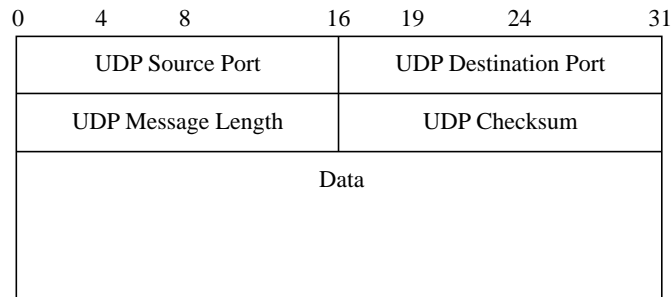 0 4 8 16 19 24 31
UDP Source Port UDP Destination Port
UDP Message Length UDP Checksum
Data